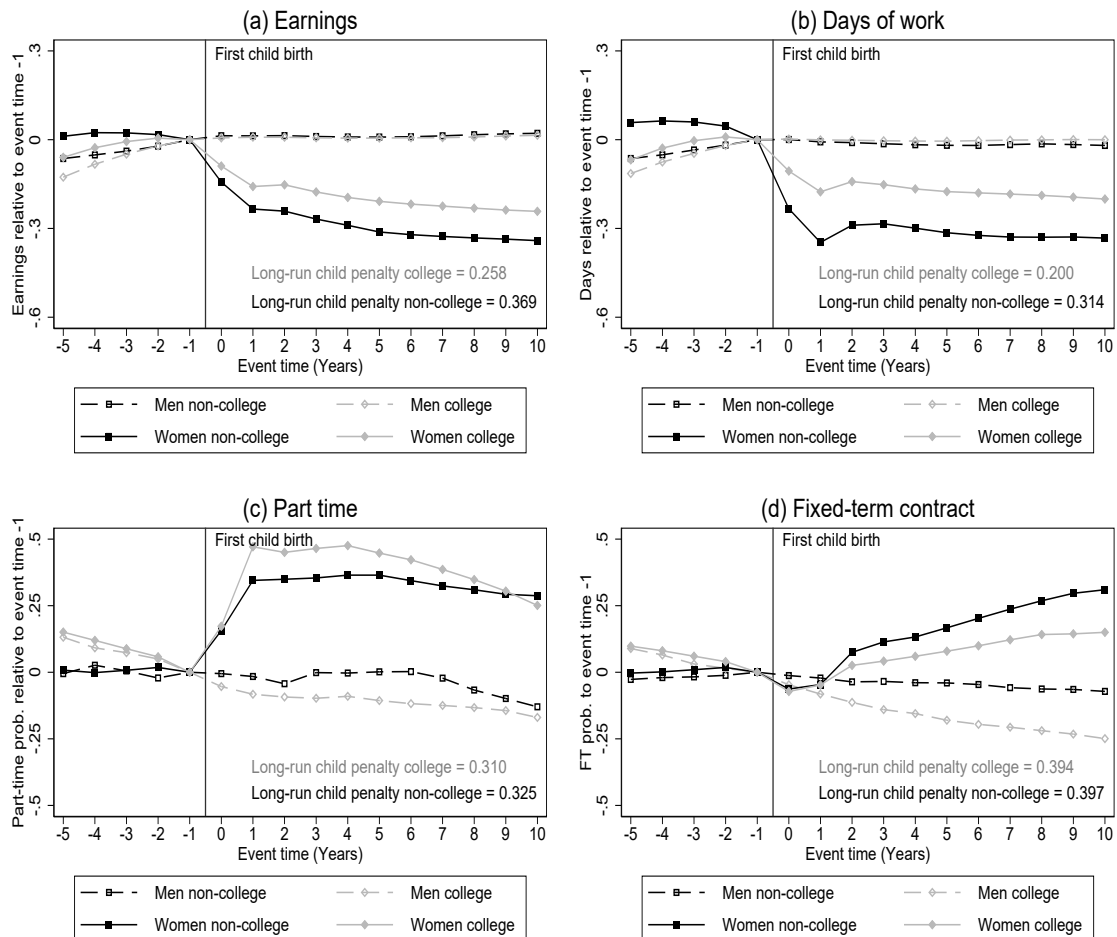 (a) Earnings
First child birth
Earnings relative to event time -1
.3
0
-.3
-.6
Long-run child penalty college = 0.258
Long-run child penalty non-college = 0.369
-5 -4 -3 -2 -1 0 1 2 3 4 5 6 7 8 9 10
Event time (Years)
Men non-college Men college
Women non-college Women college
(b) Days of work
First child birth
Days relative to event time -1
.3
0
-.3
-.6
Long-run child penalty college = 0.200
Long-run child penalty non-college = 0.314
-5 -4 -3 -2 -1 0 1 2 3 4 5 6 7 8 9 10
Event time (Years)
Men non-college Men college
Women non-college Women college
(c) Part time
First child birth
Part-time prob. relative to event time -1
.5
.25
0
-.25
-.5
Long-run child penalty college = 0.310
Long-run child penalty non-college = 0.325
-5 -4 -3 -2 -1 0 1 2 3 4 5 6 7 8 9 10
Event time (Years)
Men non-college Men college
Women non-college Women college
(d) Fixed-term contract
First child birth
FT prob. relative to event time -1
.5
.25
0
-.25
-.5
Long-run child penalty college = 0.394
Long-run child penalty non-college = 0.397
-5 -4 -3 -2 -1 0 1 2 3 4 5 6 7 8 9 10
Event time (Years)
Men non-college Men college
Women non-college Women college